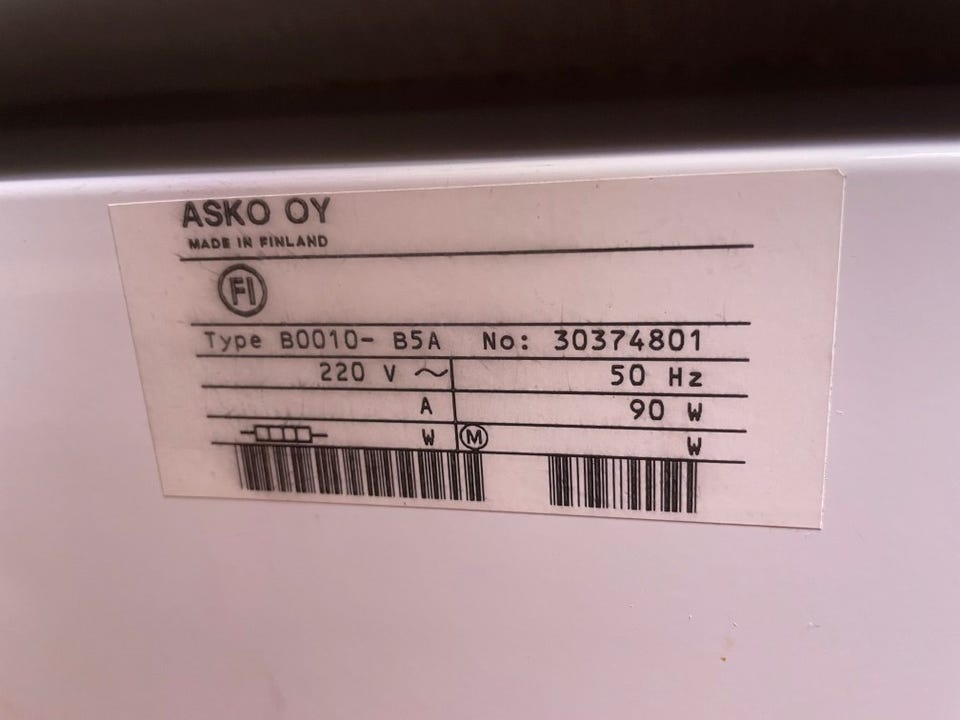 ASKO OY
MADE IN FINLAND
FI
Type B0010- B5A No: 30374801
220 V ~ 50 Hz
A 90 W
W M W